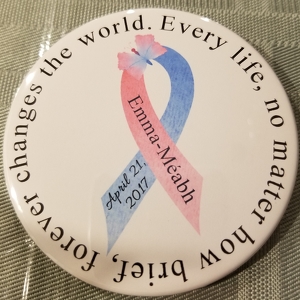 Every life, no matter how brief, forever changes the world.
Emma-Méabh
April 21,
2017